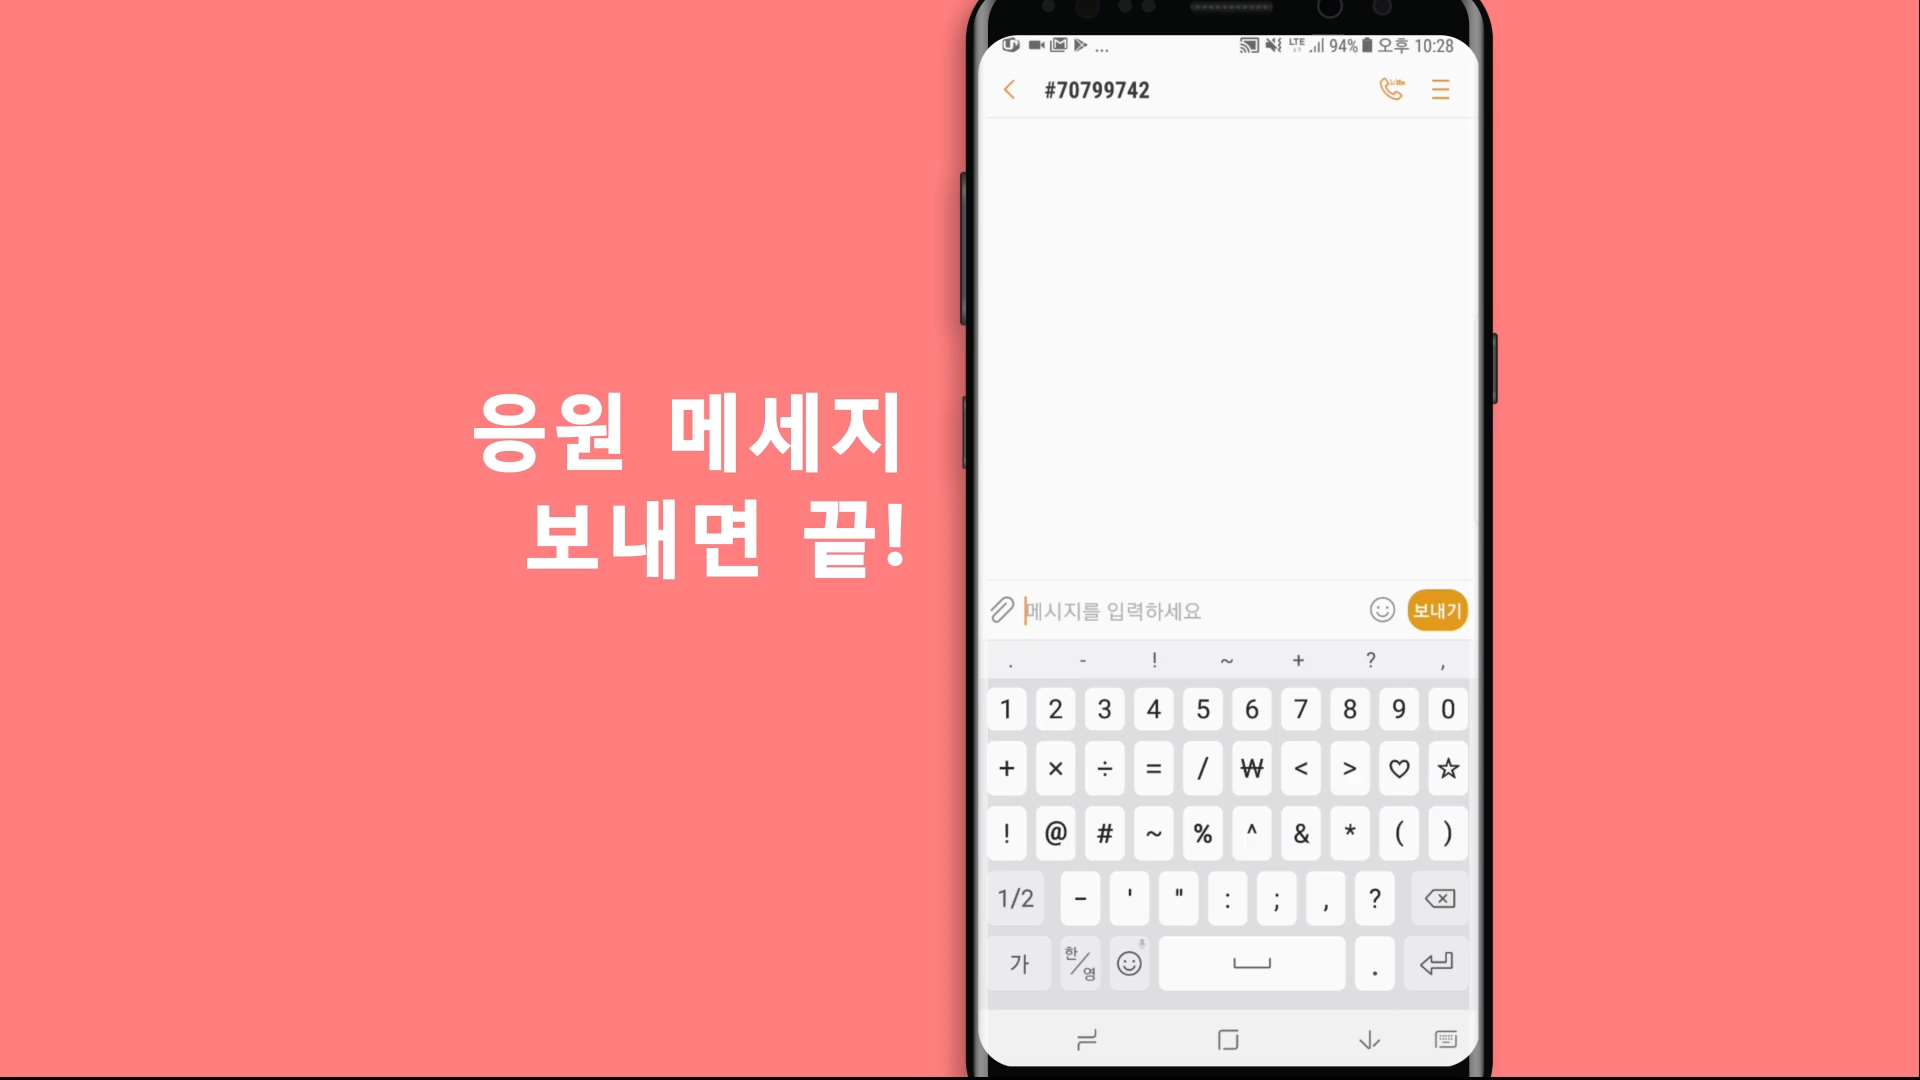 응원 메세지
보내면 끝!
... LTE 94% 오후 10:28
#70799742
메시지를 입력하세요 보내기
. - ! ~ + ? ,
1 2 3 4 5 6 7 8 9 0
+ × ÷ = / ₩ < > ♡ ☆
! @ # ~ % ^ & * ( )
1/2 - ' " : ; , ?
가 한/영 .